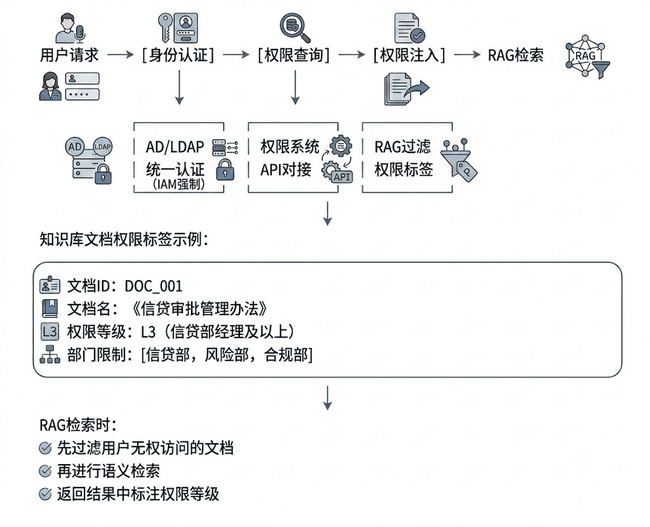 用户请求 → [身份认证] → [权限查询] → [权限注入] → RAG检索
RAG
AD LDAP
AD/LDAP
统一认证
(IAM强制)
权限系统
API对接
API
RAG过滤
权限标签
知识库文档权限标签示例：
文档ID：DOC_001
文档名：《信贷审批管理办法》
L3 权限等级：L3（信贷部经理及以上）
部门限制：[信贷部，风险部，合规部]
RAG检索时：
先过滤用户无权访问的文档
再进行语义检索
返回结果中标注权限等级